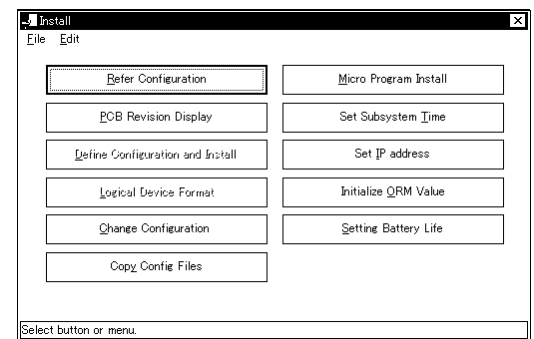 Install
File Edit
Refer Configuration
Micro Program Install
PCB Revision Display
Set Subsystem Time
Define Configuration and Install
Set IP address
Logical Device Format
Initialize ORM Value
Change Configuration
Setting Battery Life
Copy Config Files
Select button or menu.